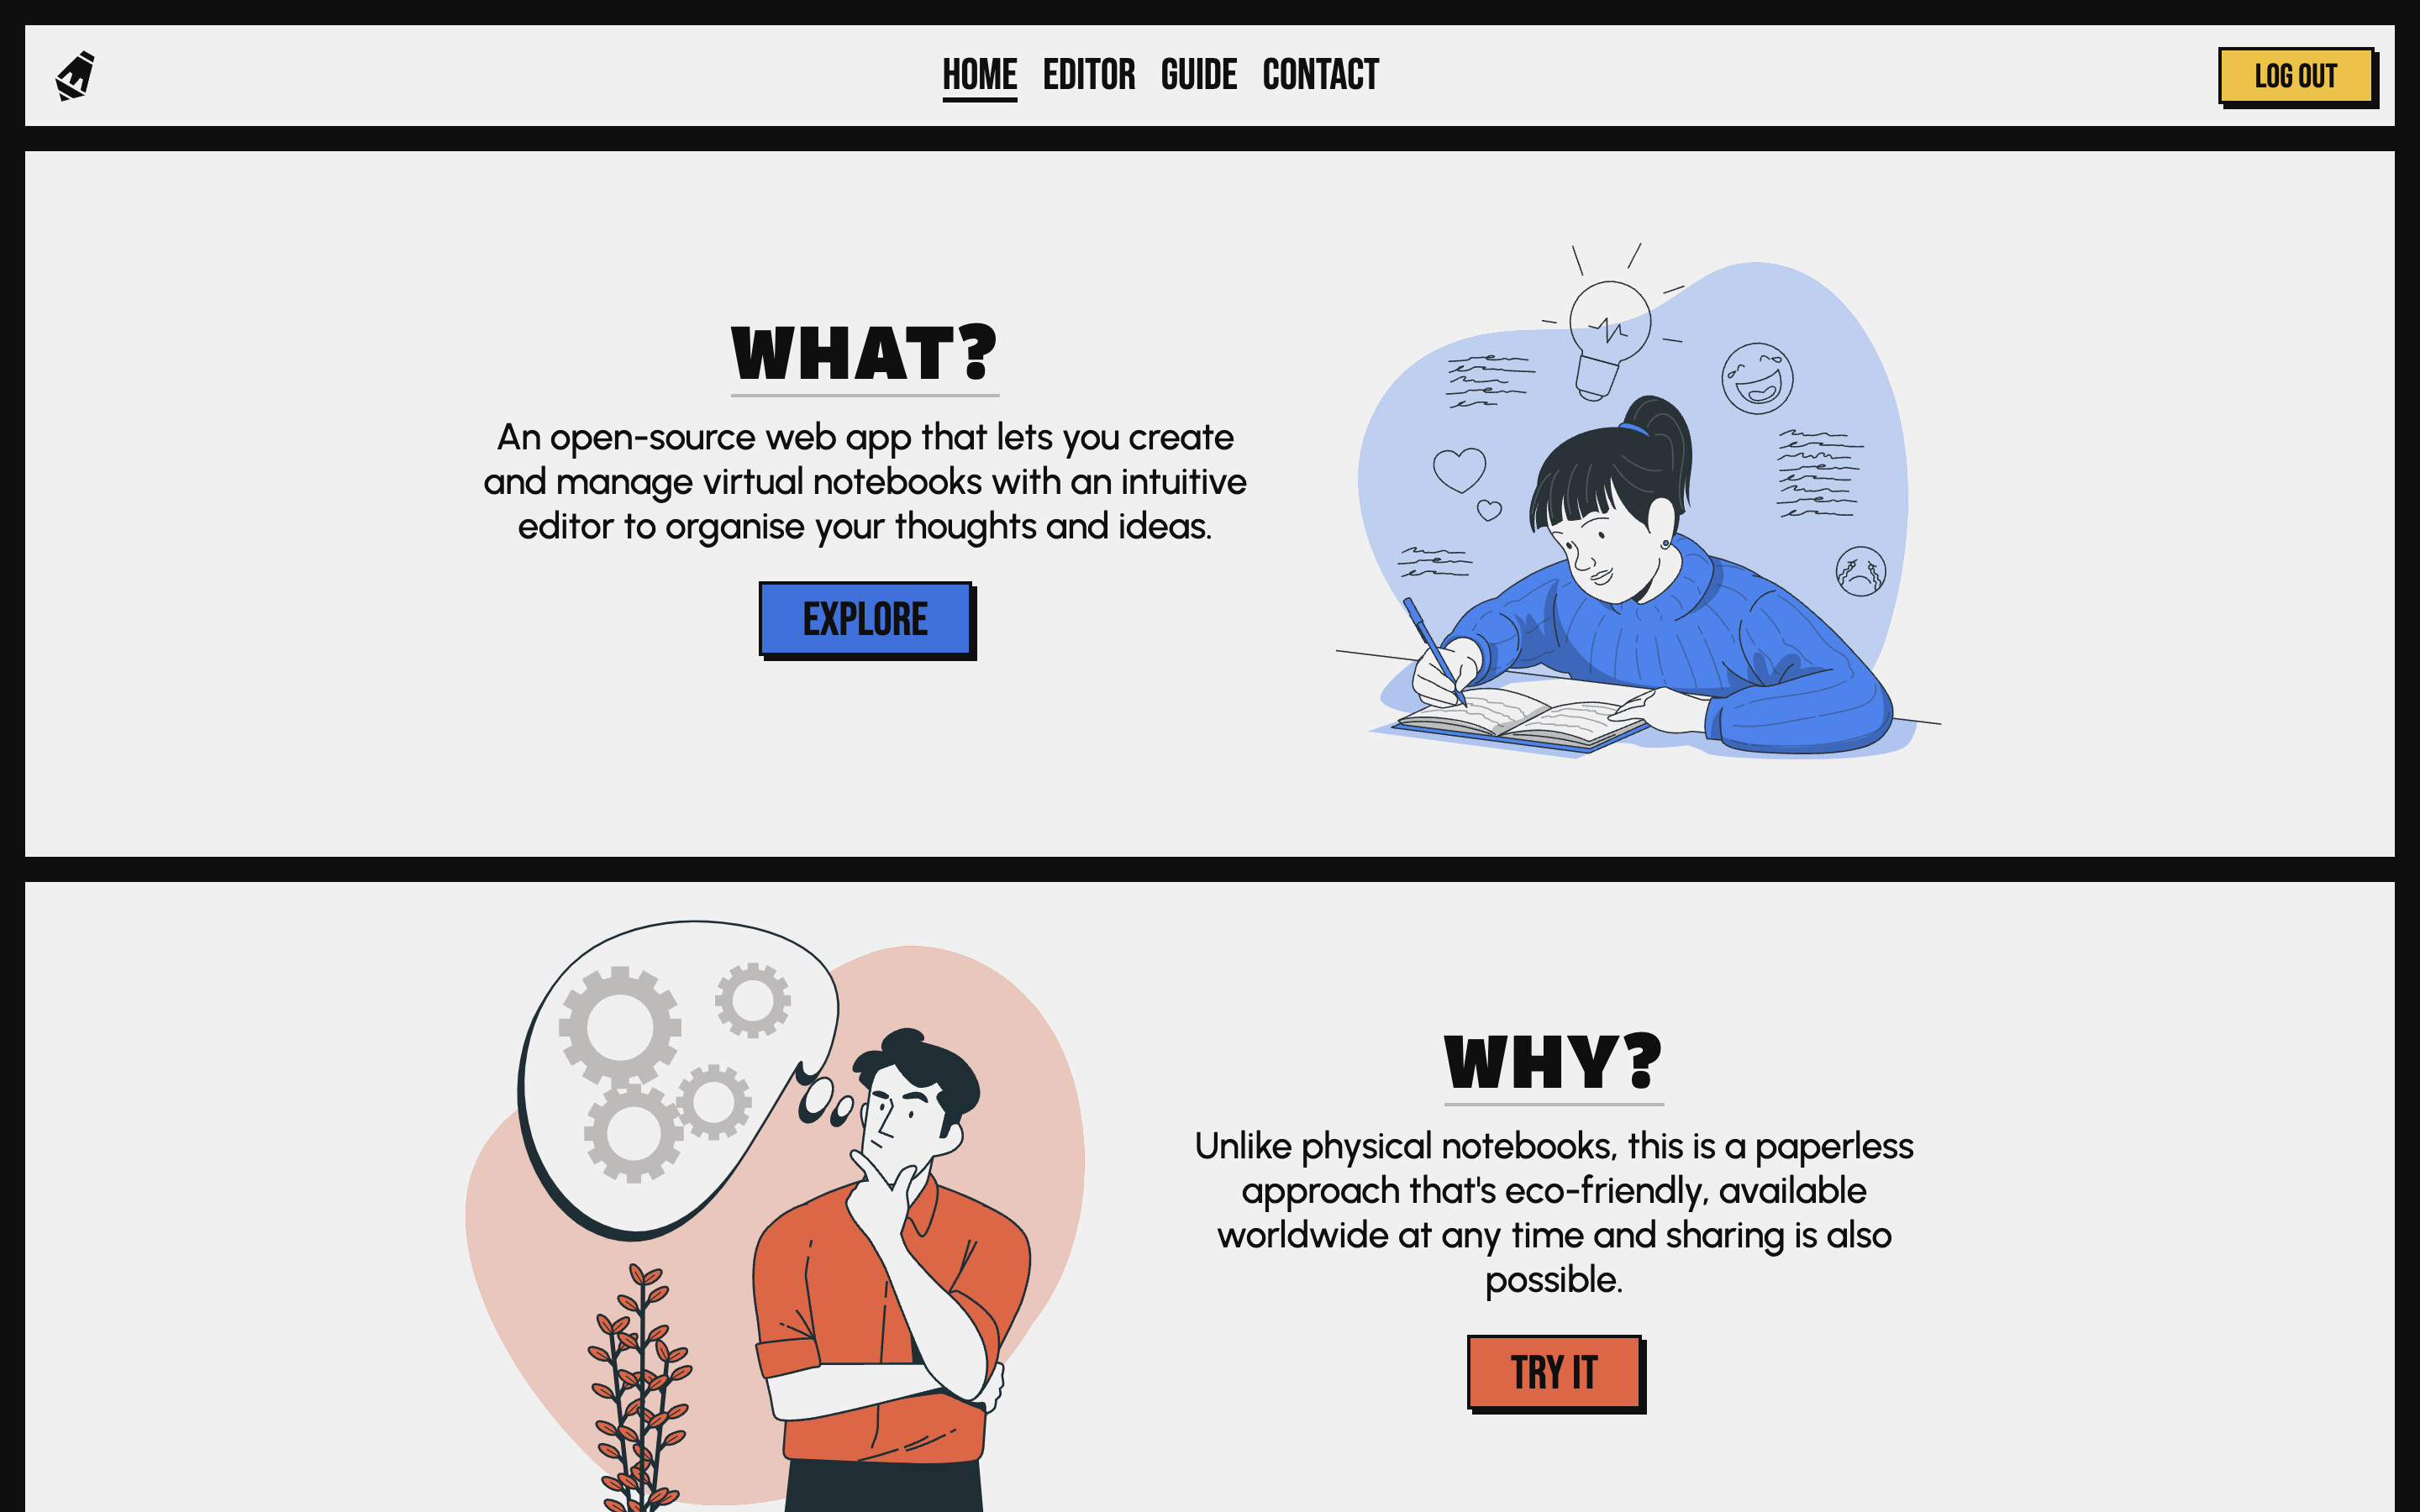 HOME EDITOR GUIDE CONTACT
LOG OUT
WHAT?
An open-source web app that lets you create
and manage virtual notebooks with an intuitive
editor to organise your thoughts and ideas.
EXPLORE
WHY?
Unlike physical notebooks, this is a paperless
approach that's eco-friendly, available
worldwide at any time and sharing is also
possible.
TRY IT